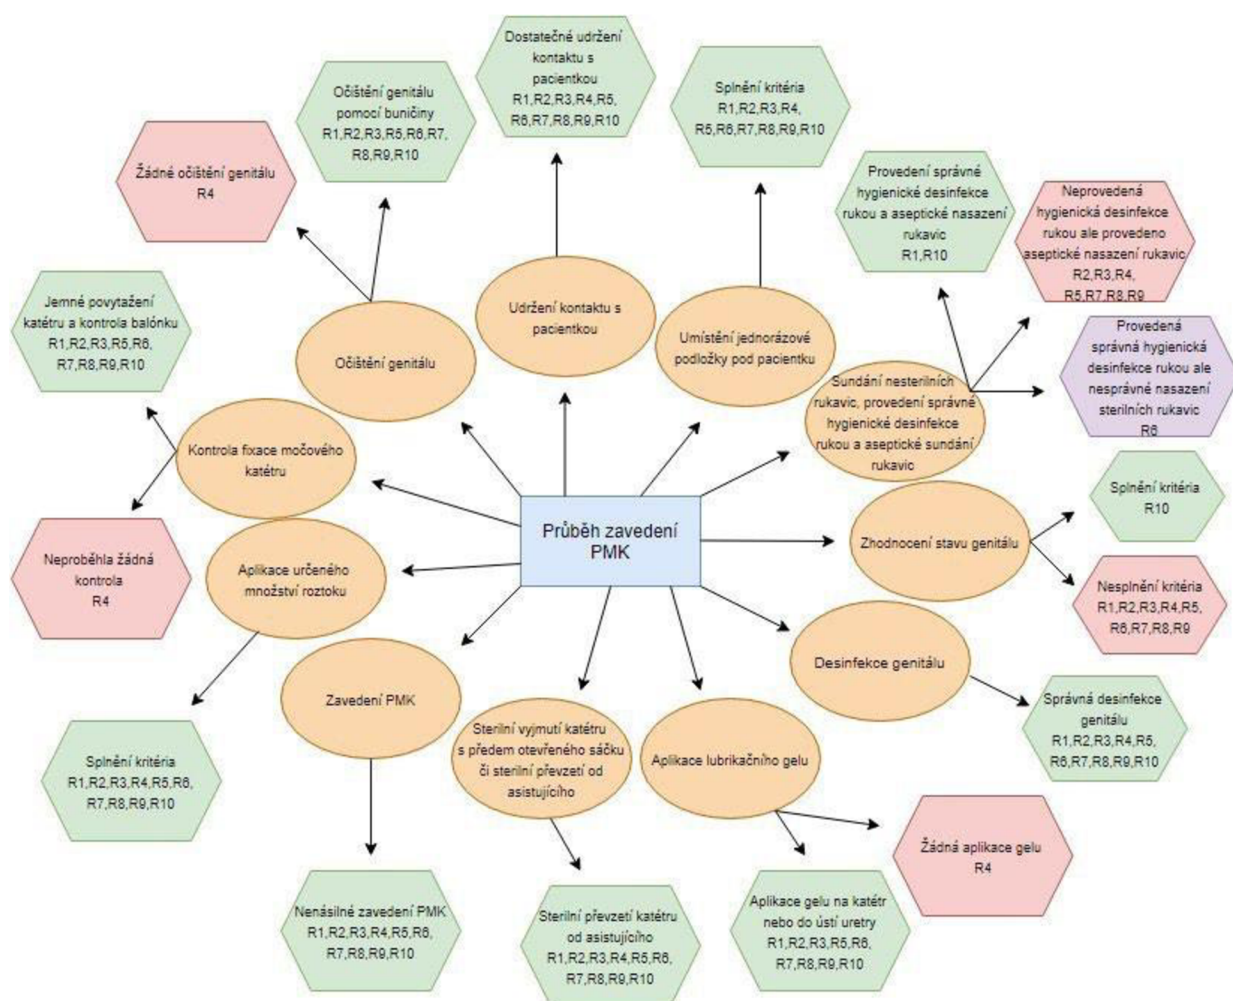 Dostatečné udržení
kontaktu s
pacientkou
R1,R2,R3,R4,R5,
R6,R7,R8,R9,R10
Splnění kritéria
R1,R2,R3,R4,
R5,R6,R7,R8,R9,R10
Očištění genitálu
pomocí buničiny
R1,R2,R3,R5,R6,R7,
R8,R9,R10
Žádné očištění genitálu
R4
Provedení správné
hygienické desinfekce
rukou a aseptické nasazení
rukavic
R1,R10
Neprovedená
hygienická desinfekce
rukou ale provedeno
aseptické nasazení rukavic
R2,R3,R4,
R5,R7,R8,R9
Jemné povytažení
katétru a kontrola balónku
R1,R2,R3,R5,R6,
R7,R8,R9,R10
Očištění genitálu
Udržení kontaktu s
pacientkou
Umístění jednorázové
podložky pod pacientku
Provedená
správná hygienická
desinfekce rukou ale
nesprávné nasazení
sterilních rukavic
R6
Sundání nesterilních
rukavic, provedení správné
hygienické desinfekce
rukou a aseptické sundání
rukavic
Kontrola fixace močového
katétru
Splnění kritéria
R10
Průběh zavedení
PMK
Zhodnocení stavu genitálu
Neproběhla žádná
kontrola
R4
Aplikace určeného
množství roztoku
Nesplnění kritéria
R1,R2,R3,R4,R5,
R6,R7,R8,R9
Desinfekce genitálu
Zavedení PMK
Správná desinfekce
genitálu
R1,R2,R3,R4,R5,
R6,R7,R8,R9,R10
Sterilní vyjmutí katétru
s předem otevřeného sáčku
či sterilní převzetí od
asistujícího
Aplikace lubrikačního gelu
Splnění kritéria
R1,R2,R3,R4,R5,R6,
R7,R8,R9,R10
Žádná aplikace gelu
R4
Nenásilné zavedení PMK
R1,R2,R3,R4,R5,R6,
R7,R8,R9,R10
Sterilní převzetí katétru
od asistujícího
R1,R2,R3,R4,R5,R6,
R7,R8,R9,R10
Aplikace gelu na katétr
nebo do ústí uretry
R1,R2,R3,R5,R6,
R7,R8,R9,R10